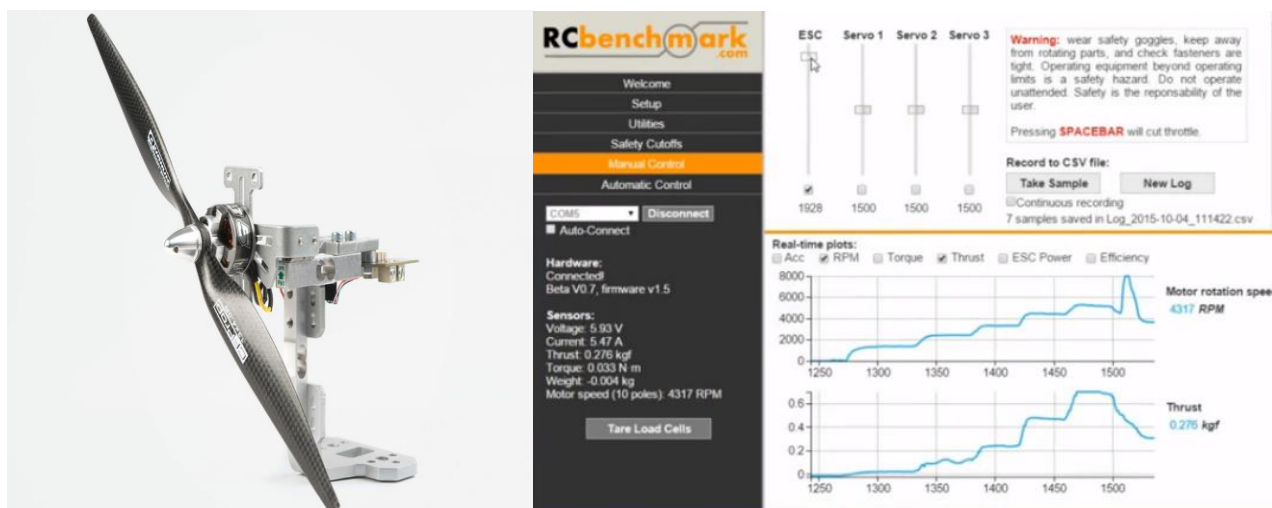 RCbenchmark
.com
Welcome
Setup
Utilities
Safety Cutoffs
Manual Control
Automatic Control
COM5 Disconnect
Auto-Connect
Hardware:
Connected!
Beta V0.7, firmware v1.5
Sensors:
Voltage: 5.93 V
Current: 5.47 A
Thrust: 0.276 kgf
Torque: 0.033 N m
Weight: -0.004 kg
Motor speed (10 poles): 4317 RPM
Tare Load Cells
ESC Servo 1 Servo 2 Servo 3
1928 1500 1500 1500
Warning: wear safety goggles, keep away
from rotating parts, and check fasteners are
tight. Operating equipment beyond operating
limits is a safety hazard. Do not operate
unattended. Safety is the reponsability of the
user.
Pressing SPACEBAR will cut throttle.
Record to CSV file:
Take Sample New Log
Continuous recording
7 samples saved in Log_2015-10-04_111422.csv
Real-time plots:
Acc RPM Torque Thrust ESC Power Efficiency
8000
6000
4000
2000
0
1250 1300 1350 1400 1450 1500
Motor rotation spee
4317 RPM
0.6
0.4
0.2
0
1250 1300 1350 1400 1450 1500
Thrust
0.276 kgf